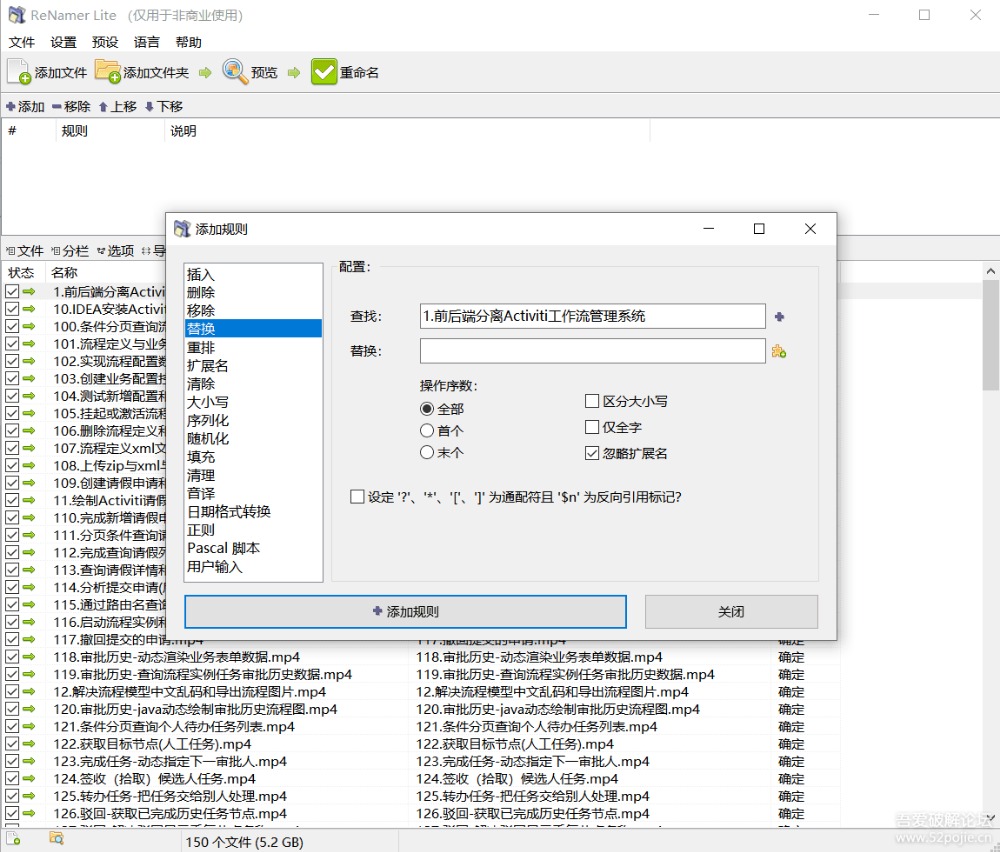 ReNamer Lite （仅用于非商业使用）
文件 设置 预设 语言 帮助
添加文件 添加文件夹 预览 重命名
添加 移除 上移 下移
# 规则 说明
添加规则
文件 分栏 选项 导
状态 名称
1.前后端分离Activi
10.IDEA安装Activit
100.条件分页查询流
101.流程定义与业务
102.实现流程配置数
103.创建业务配置控
104.测试新增配置和
105.挂起或激活流程
106.删除流程定义和
107.流程定义xml文
108.上传zip与xml与
109.创建请假申请和
11.绘制Activiti请假
110.完成新增请假申
111.分页条件查询请
112.完成查询请假列
113.查询请假详情和
114.分析提交申请(
115.通过路由名查询
116.启动流程实例和
插入
删除
移除
替换
重排
扩展名
清除
大小写
序列化
随机化
填充
清理
音译
日期格式转换
正则
Pascal 脚本
用户输入
配置：
查找： 1.前后端分离Activiti工作流管理系统
替换：
操作序数：
全部 区分大小写
首个 仅全字
末个 忽略扩展名
设定 '?'、'*'、'['、']' 为通配符且 '$n' 为反向引用标记?
添加规则 关闭
117.撤回提交的申请.mp4 117.撤回提交的申请.mp4 确定
118.审批历史-动态渲染业务表单数据.mp4 118.审批历史-动态渲染业务表单数据.mp4 确定
119.审批历史-查询流程实例任务审批历史数据.mp4 119.审批历史-查询流程实例任务审批历史数据.mp4 确定
12.解决流程模型中文乱码和导出流程图片.mp4 12.解决流程模型中文乱码和导出流程图片.mp4 确定
120.审批历史-java动态绘制审批历史流程图.mp4 120.审批历史-java动态绘制审批历史流程图.mp4 确定
121.条件分页查询个人待办任务列表.mp4 121.条件分页查询个人待办任务列表.mp4 确定
122.获取目标节点(人工任务).mp4 122.获取目标节点(人工任务).mp4 确定
123.完成任务-动态指定下一审批人.mp4 123.完成任务-动态指定下一审批人.mp4 确定
124.签收（拾取）候选人任务.mp4 124.签收（拾取）候选人任务.mp4 确定
125.转办任务-把任务交给别人处理.mp4 125.转办任务-把任务交给别人处理.mp4 确定
126.驳回-获取已完成历史任务节点.mp4 126.驳回-获取已完成历史任务节点.mp4 确定
150 个文件 (5.2 GB)
吾爱破解论坛
www.52pojie.cn